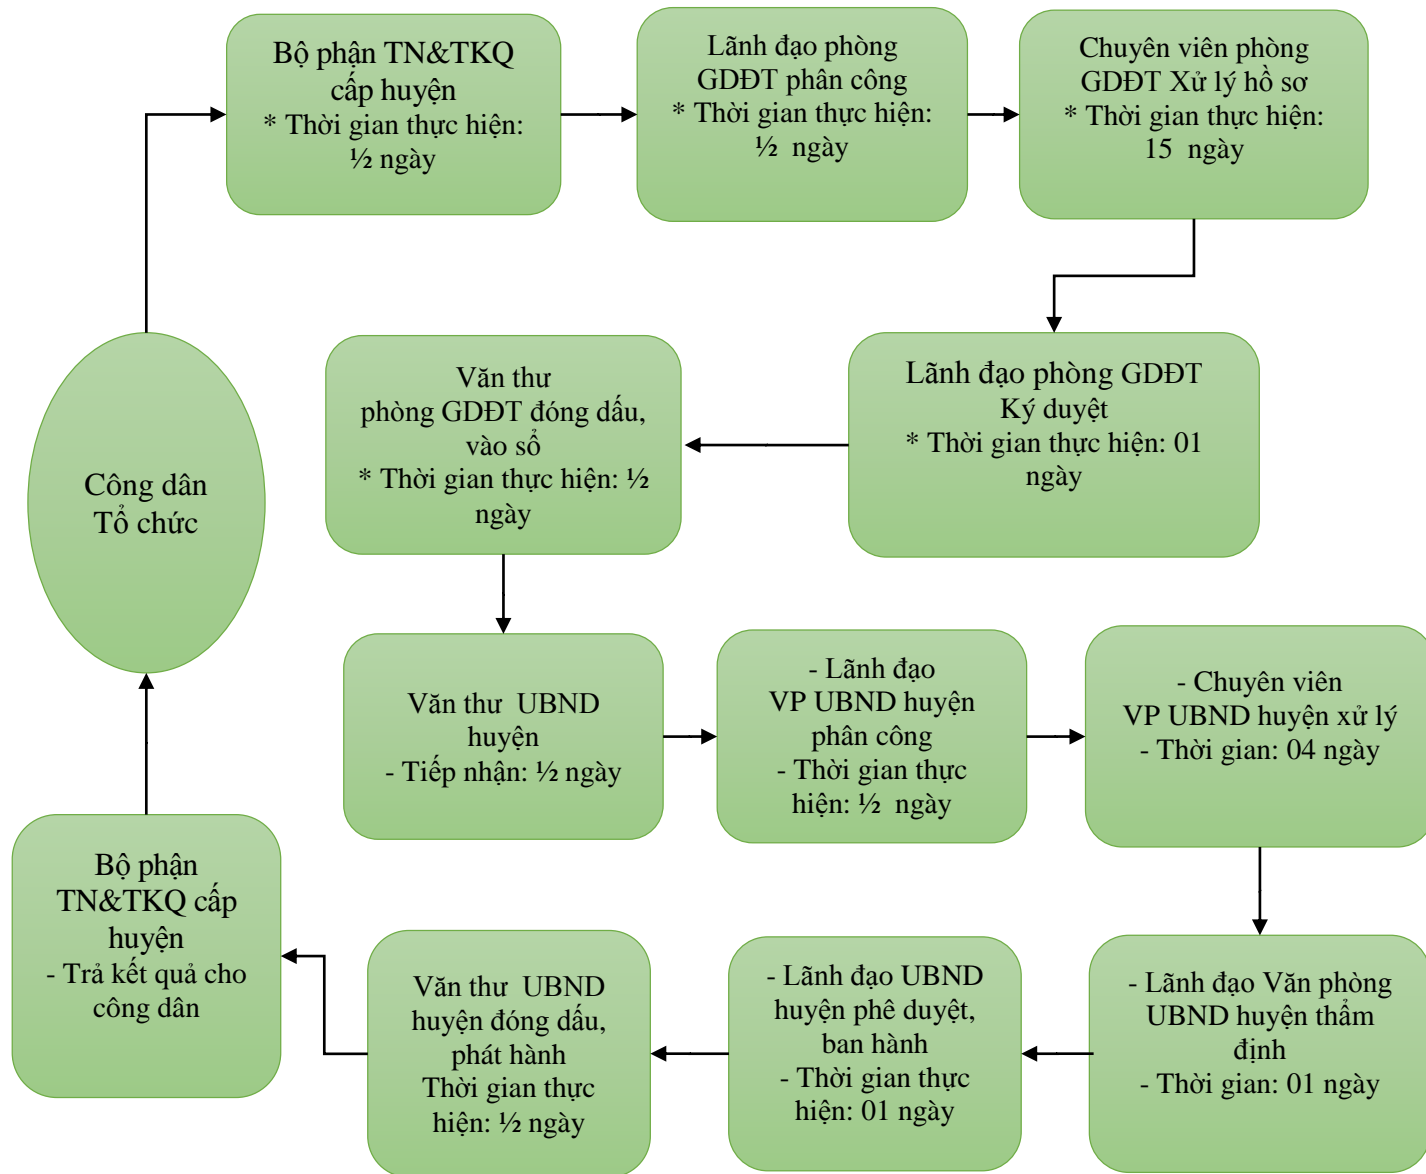 Bộ phận TN&TKQ
cấp huyện
* Thời gian thực hiện:
½ ngày
Lãnh đạo phòng
GDĐT phân công
* Thời gian thực hiện:
½ ngày
Chuyên viên phòng
GDĐT Xử lý hồ sơ
* Thời gian thực hiện:
15 ngày
Lãnh đạo phòng GDĐT
Ký duyệt
* Thời gian thực hiện: 01
ngày
Văn thư
phòng GDĐT đóng dấu,
vào sổ
* Thời gian thực hiện: ½
ngày
Công dân
Tổ chức
Văn thư UBND
huyện
- Tiếp nhận: ½ ngày
- Lãnh đạo
VP UBND huyện
phân công
- Thời gian thực
hiện: ½ ngày
- Chuyên viên
VP UBND huyện xử lý
- Thời gian: 04 ngày
- Lãnh đạo Văn phòng
UBND huyện thẩm
định
- Thời gian: 01 ngày
- Lãnh đạo UBND
huyện phê duyệt,
ban hành
- Thời gian thực
hiện: 01 ngày
Văn thư UBND
huyện đóng dấu,
phát hành
Thời gian thực
hiện: ½ ngày
Bộ phận
TN&TKQ cấp
huyện
- Trả kết quả cho
công dân